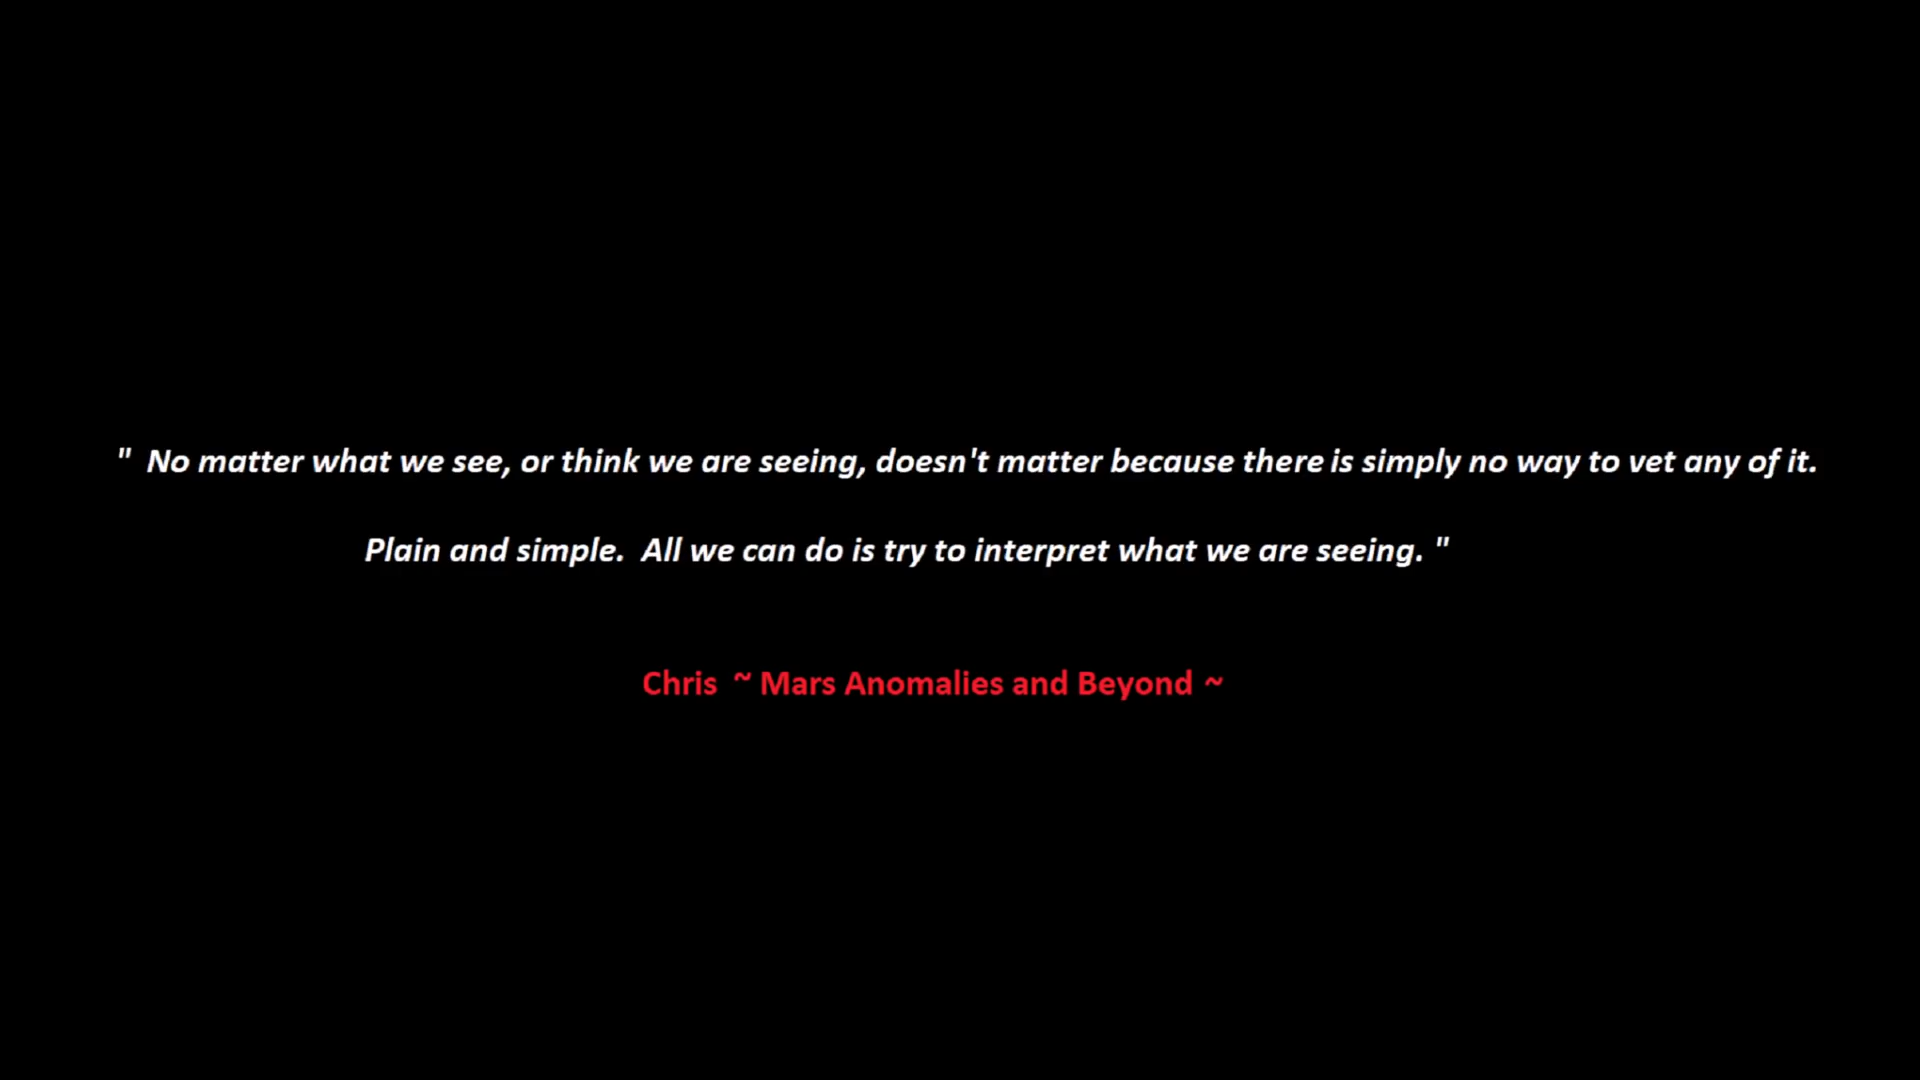 " No matter what we see, or think we are seeing, doesn't matter because there is simply no way to vet any of it.
Plain and simple. All we can do is try to interpret what we are seeing. "
Chris ~ Mars Anomalies and Beyond ~